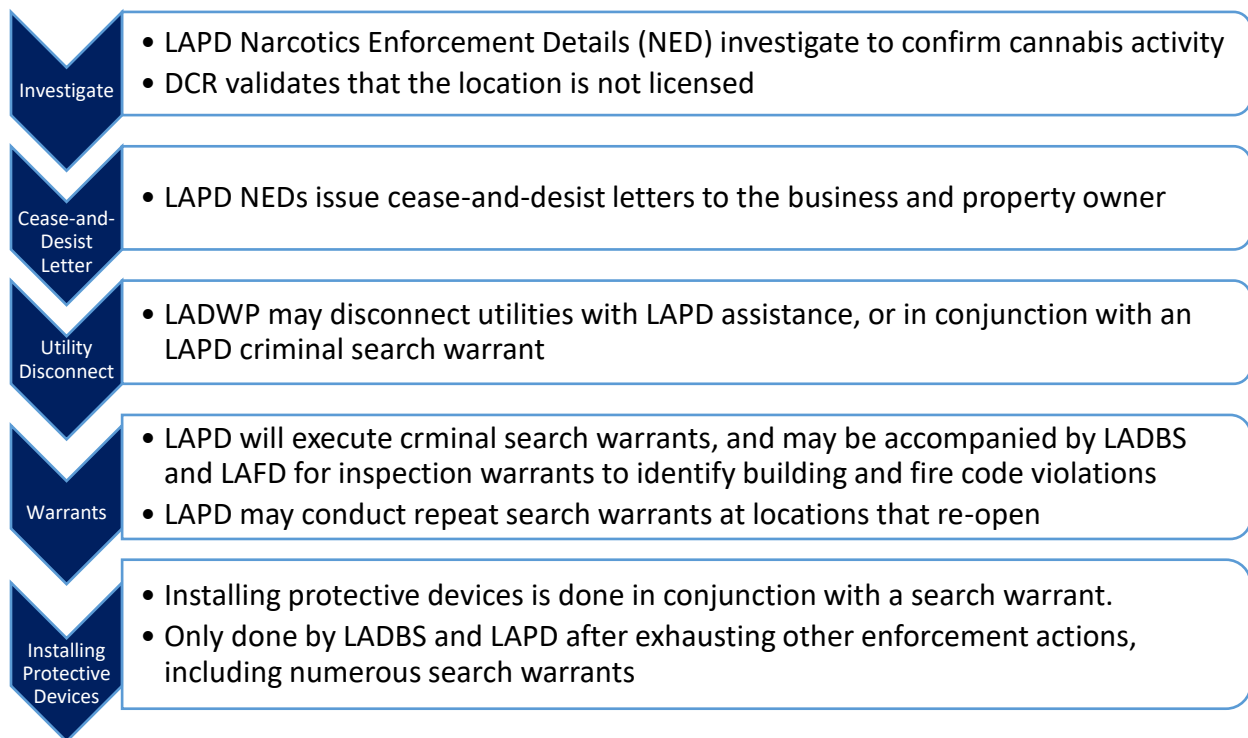 Investigate
• LAPD Narcotics Enforcement Details (NED) investigate to confirm cannabis activity
• DCR validates that the location is not licensed
Cease-and-
Desist
Letter
• LAPD NEDs issue cease-and-desist letters to the business and property owner
Utility
Disconnect
• LADWP may disconnect utilities with LAPD assistance, or in conjunction with an
LAPD criminal search warrant
Warrants
• LAPD will execute crminal search warrants, and may be accompanied by LADBS
and LAFD for inspection warrants to identify building and fire code violations
• LAPD may conduct repeat search warrants at locations that re-open
Installing
Protective
Devices
• Installing protective devices is done in conjunction with a search warrant.
• Only done by LADBS and LAPD after exhausting other enforcement actions,
including numerous search warrants